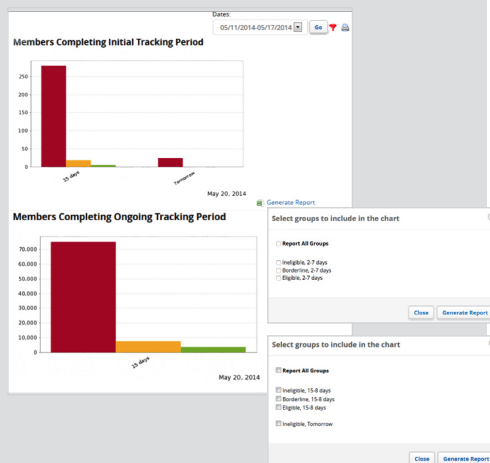 Dates:
05/11/2014-05/17/2014 Go
Members Completing Initial Tracking Period
250
200
150
100
50
0
15 days
Tomorrow
May 20, 2014
Generate Report
Members Completing Ongoing Tracking Period
70.000
60.000
50.000
40.000
30.000
20.000
10.000
0
15 days
May 20, 2014
Select groups to include in the chart
Report All Groups
Ineligible, 2-7 days
Borderline, 2-7 days
Eligible, 2-7 days
Close Generate Report
Select groups to include in the chart
Report All Groups
Ineligible, 15-8 days
Borderline, 15-8 days
Eligible, 15-8 days
Ineligible, Tomorrow
Close Generate Report